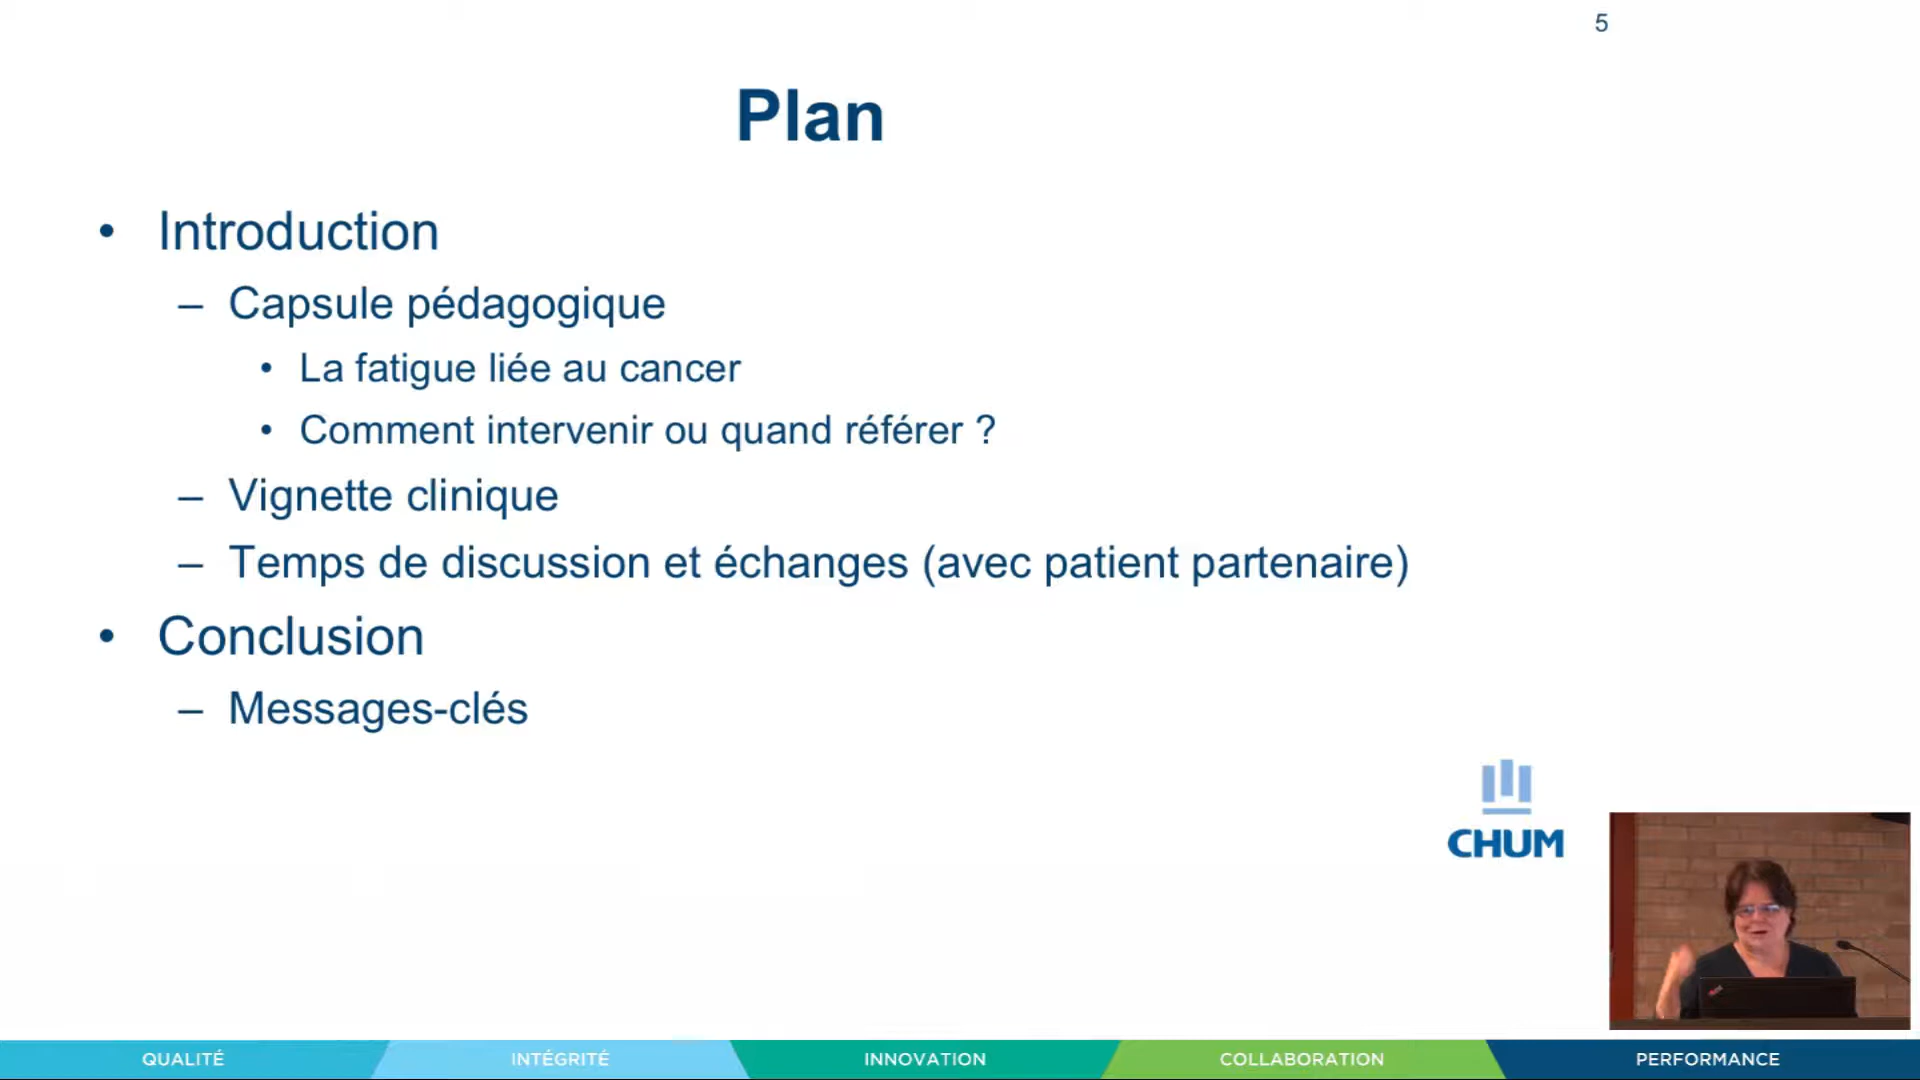 5
Plan
• Introduction
– Capsule pédagogique
• La fatigue liée au cancer
• Comment intervenir ou quand référer ?
– Vignette clinique
– Temps de discussion et échanges (avec patient partenaire)
• Conclusion
– Messages-clés
CHUM
QUALITÉ INTÉGRITÉ INNOVATION COLLABORATION PERFORMANCE